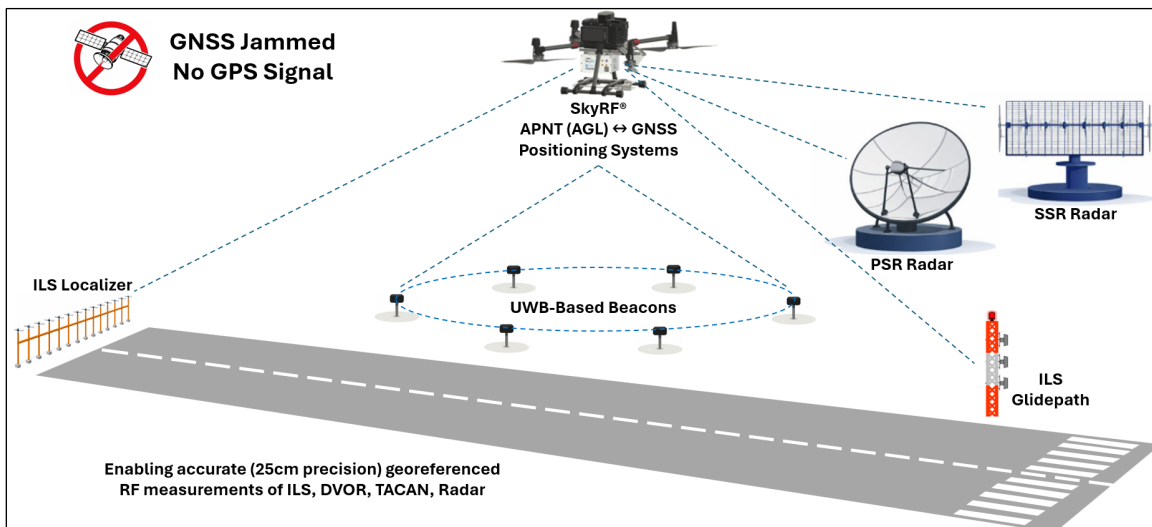 GNSS Jammed
No GPS Signal
SkyRF®
APNT (AGL) ↔ GNSS
Positioning Systems
SSR Radar
PSR Radar
ILS Localizer
UWB-Based Beacons
ILS
Glidepath
Enabling accurate (25cm precision) georeferenced
RF measurements of ILS, DVOR, TACAN, Radar